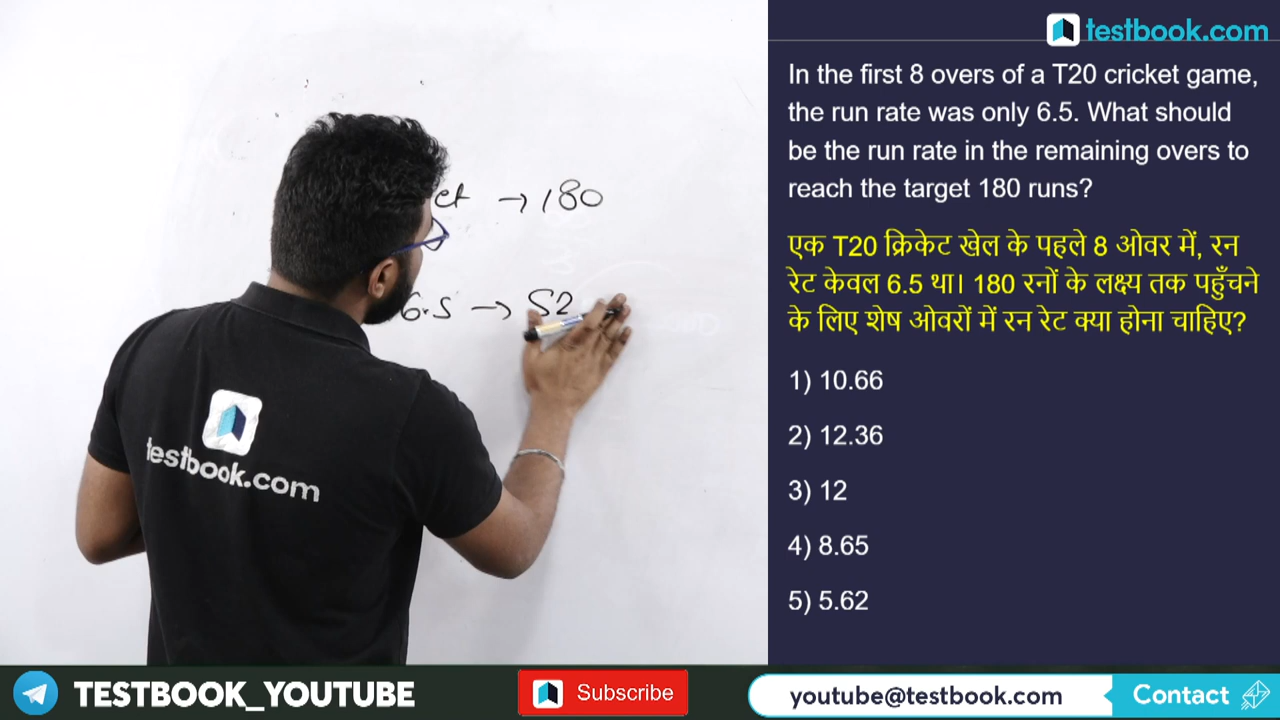 testbook.com
In the first 8 overs of a T20 cricket game,
the run rate was only 6.5. What should
be the run rate in the remaining overs to
reach the target 180 runs?
एक T20 क्रिकेट खेल के पहले 8 ओवर में, रन
रेट केवल 6.5 था। 180 रनों के लक्ष्य तक पहुँचने
के लिए शेष ओवरों में रन रेट क्या होना चाहिए?
1) 10.66
2) 12.36
3) 12
4) 8.65
5) 5.62
et → 180
6.5 → 52
testbook.com
TESTBOOK_YOUTUBE
Subscribe
youtube@testbook.com
Contact